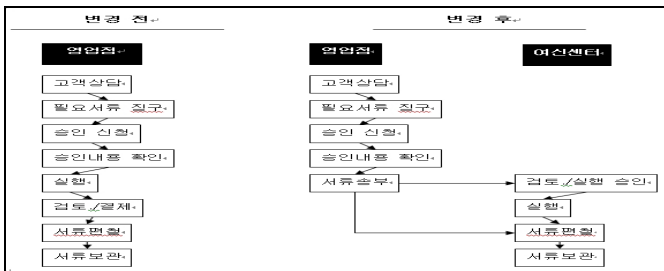 변경 전
변경 후
영업점
영업점
여신센터
고객상담
필요서류 징구
승인 신청
승인내용 확인
실행
검토/결제
서류편철
서류보관
고객상담
필요서류 징구
승인 신청
승인내용 확인
서류송부
검토/실행 승인
실행
서류편철
서류보관